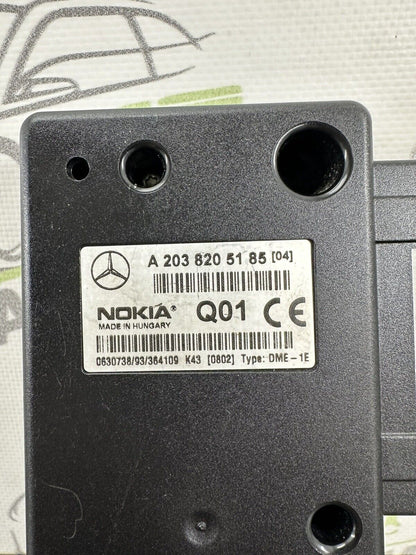 A 203 820 51 85 [04]
NOKIA® Q01 CE
MADE IN HUNGARY
0630738/93/364109 K43 [0802] Type: DME-1E